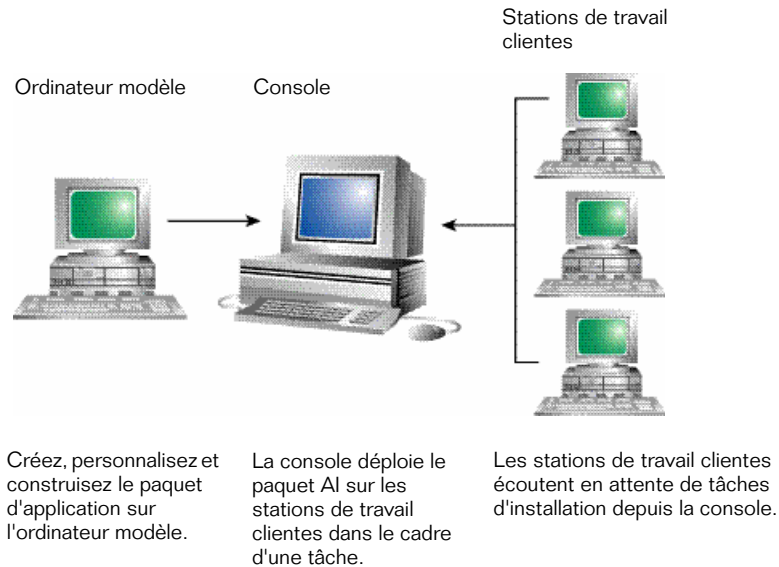 Stations de travail
clientes
Ordinateur modèle
Console
Créez, personnalisez et
construisez le paquet
d'application sur
l'ordinateur modèle.
La console déploie le
paquet AI sur les
stations de travail
clientes dans le cadre
d'une tâche.
Les stations de travail clientes
écoutent en attente de tâches
d'installation depuis la console.